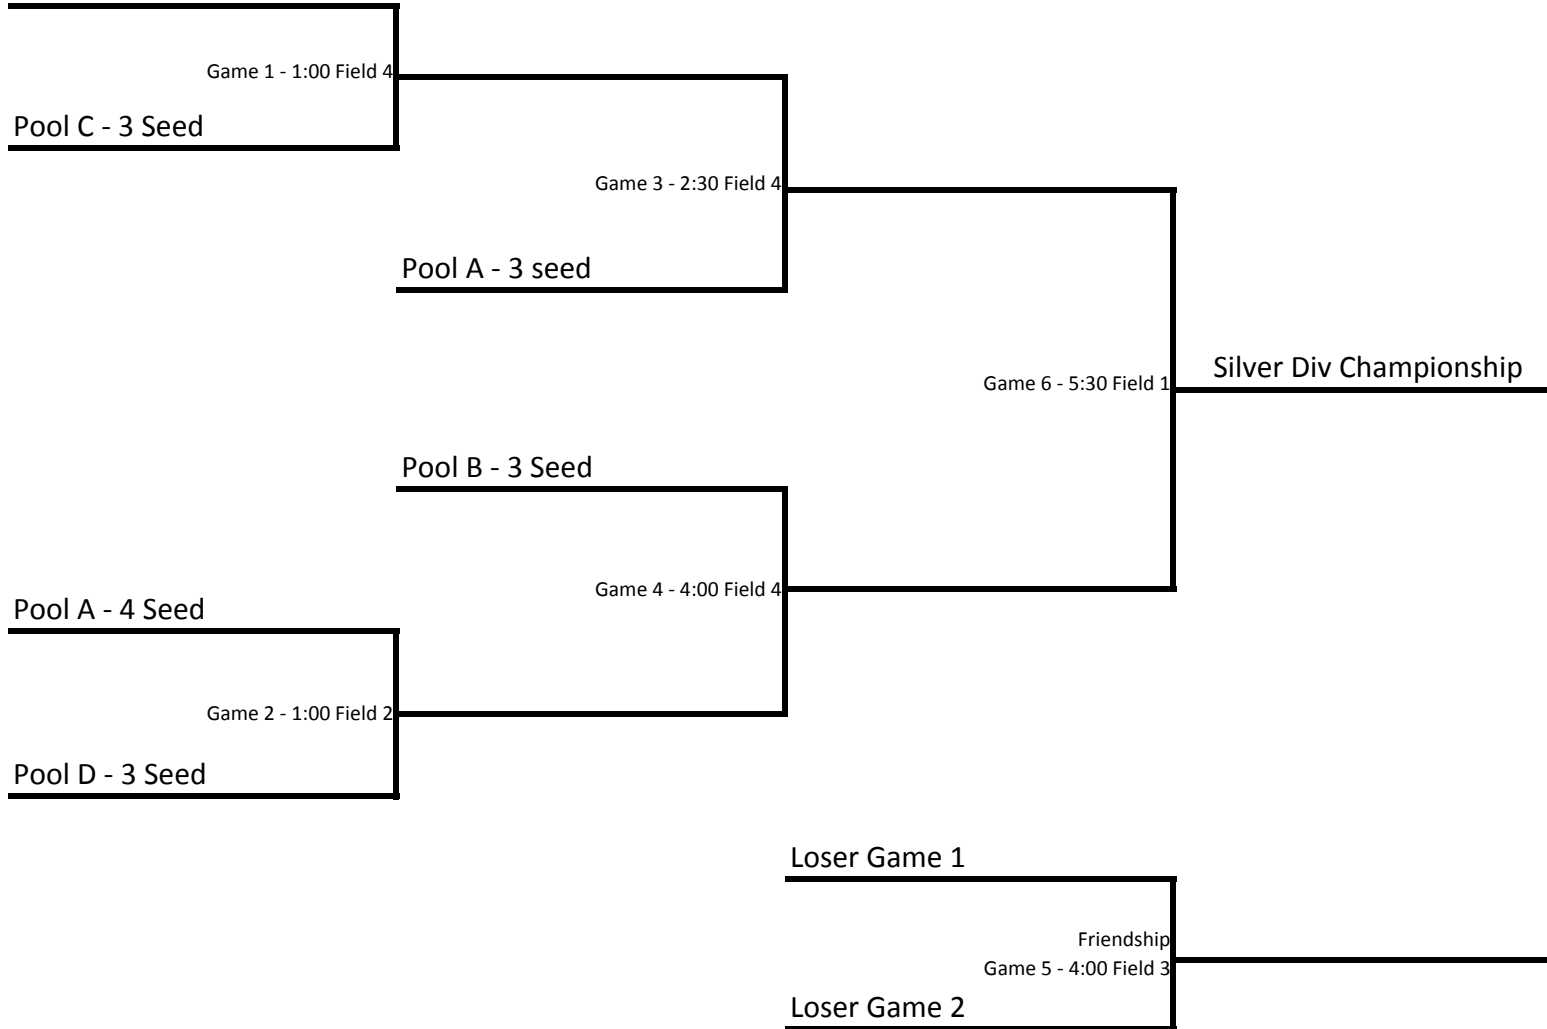 Game 1 - 1:00 Field 4
Pool C - 3 Seed
Game 3 - 2:30 Field 4
Pool A - 3 seed
Silver Div Championship
Game 6 - 5:30 Field 1
Pool B - 3 Seed
Game 4 - 4:00 Field 4
Pool A - 4 Seed
Game 2 - 1:00 Field 2
Pool D - 3 Seed
Loser Game 1
Friendship
Game 5 - 4:00 Field 3
Loser Game 2